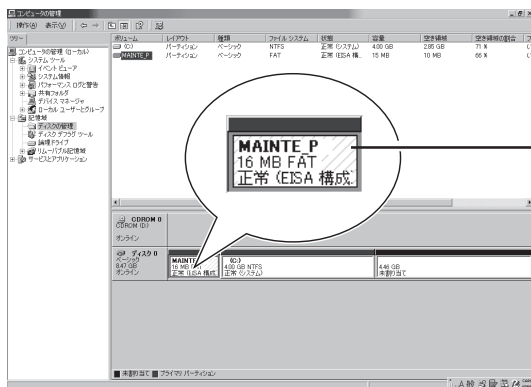 コンピュータの管理
操作(A) 表示(V)
ツリー
コンピュータの管理 (ローカル)
システム ツール
イベント ビューア
システム情報
パフォーマンス ログと警告
共有フォルダ
デバイス マネージャ
ローカル ユーザーとグループ
記憶域
ディスクの管理
ディスク デフラグ ツール
論理ドライブ
リムーバブル記憶域
サービスとアプリケーション
ボリューム レイアウト 種類 ファイル システム 状態 容量 空き領域 空き領域の割合
(C:) パーティション ベーシック NTFS 正常 (システム) 4.00 GB 2.85 GB 71 %
MAINTE_P パーティション ベーシック FAT 正常 (EISA 構.. 15 MB 10 MB 66 %
MAINTE_P
16 MB FAT
正常 (EISA 構成
CDROM 0
CDROM (D:)
オンライン
ディスク 0
ベーシック
8.47 GB
オンライン
MAINTE
16 MB FAT
正常 (EISA 構成
(C:)
4.00 GB NTFS
正常 (システム)
4.46 GB
未割り当て
未割り当て プライマリ パーティション